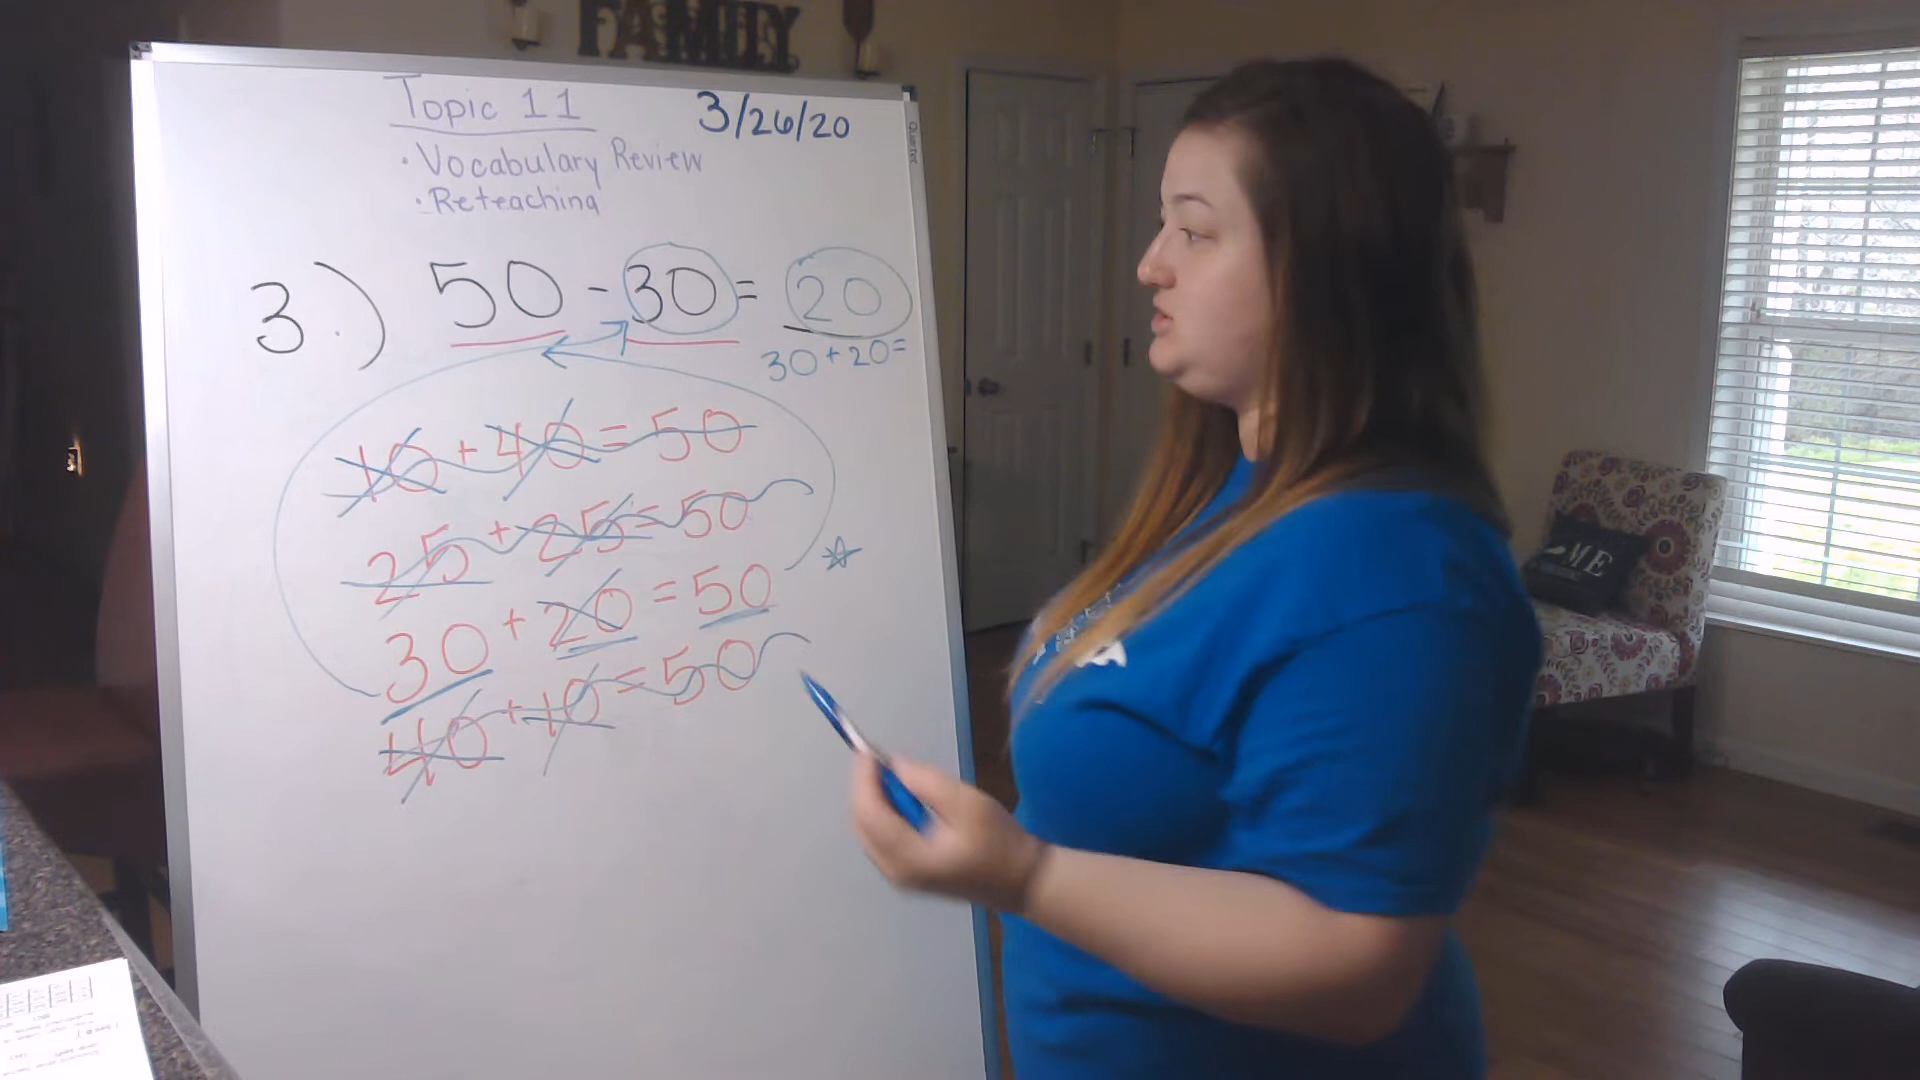 FAMILY
Topic 11
3/26/20
· Vocabulary Review
· Reteaching
3.) 50 - 30 = 20
30 + 20 =
10 + 40 = 50
25 + 25 = 50
30 + 20 = 50
40 + 10 = 50
Quartet